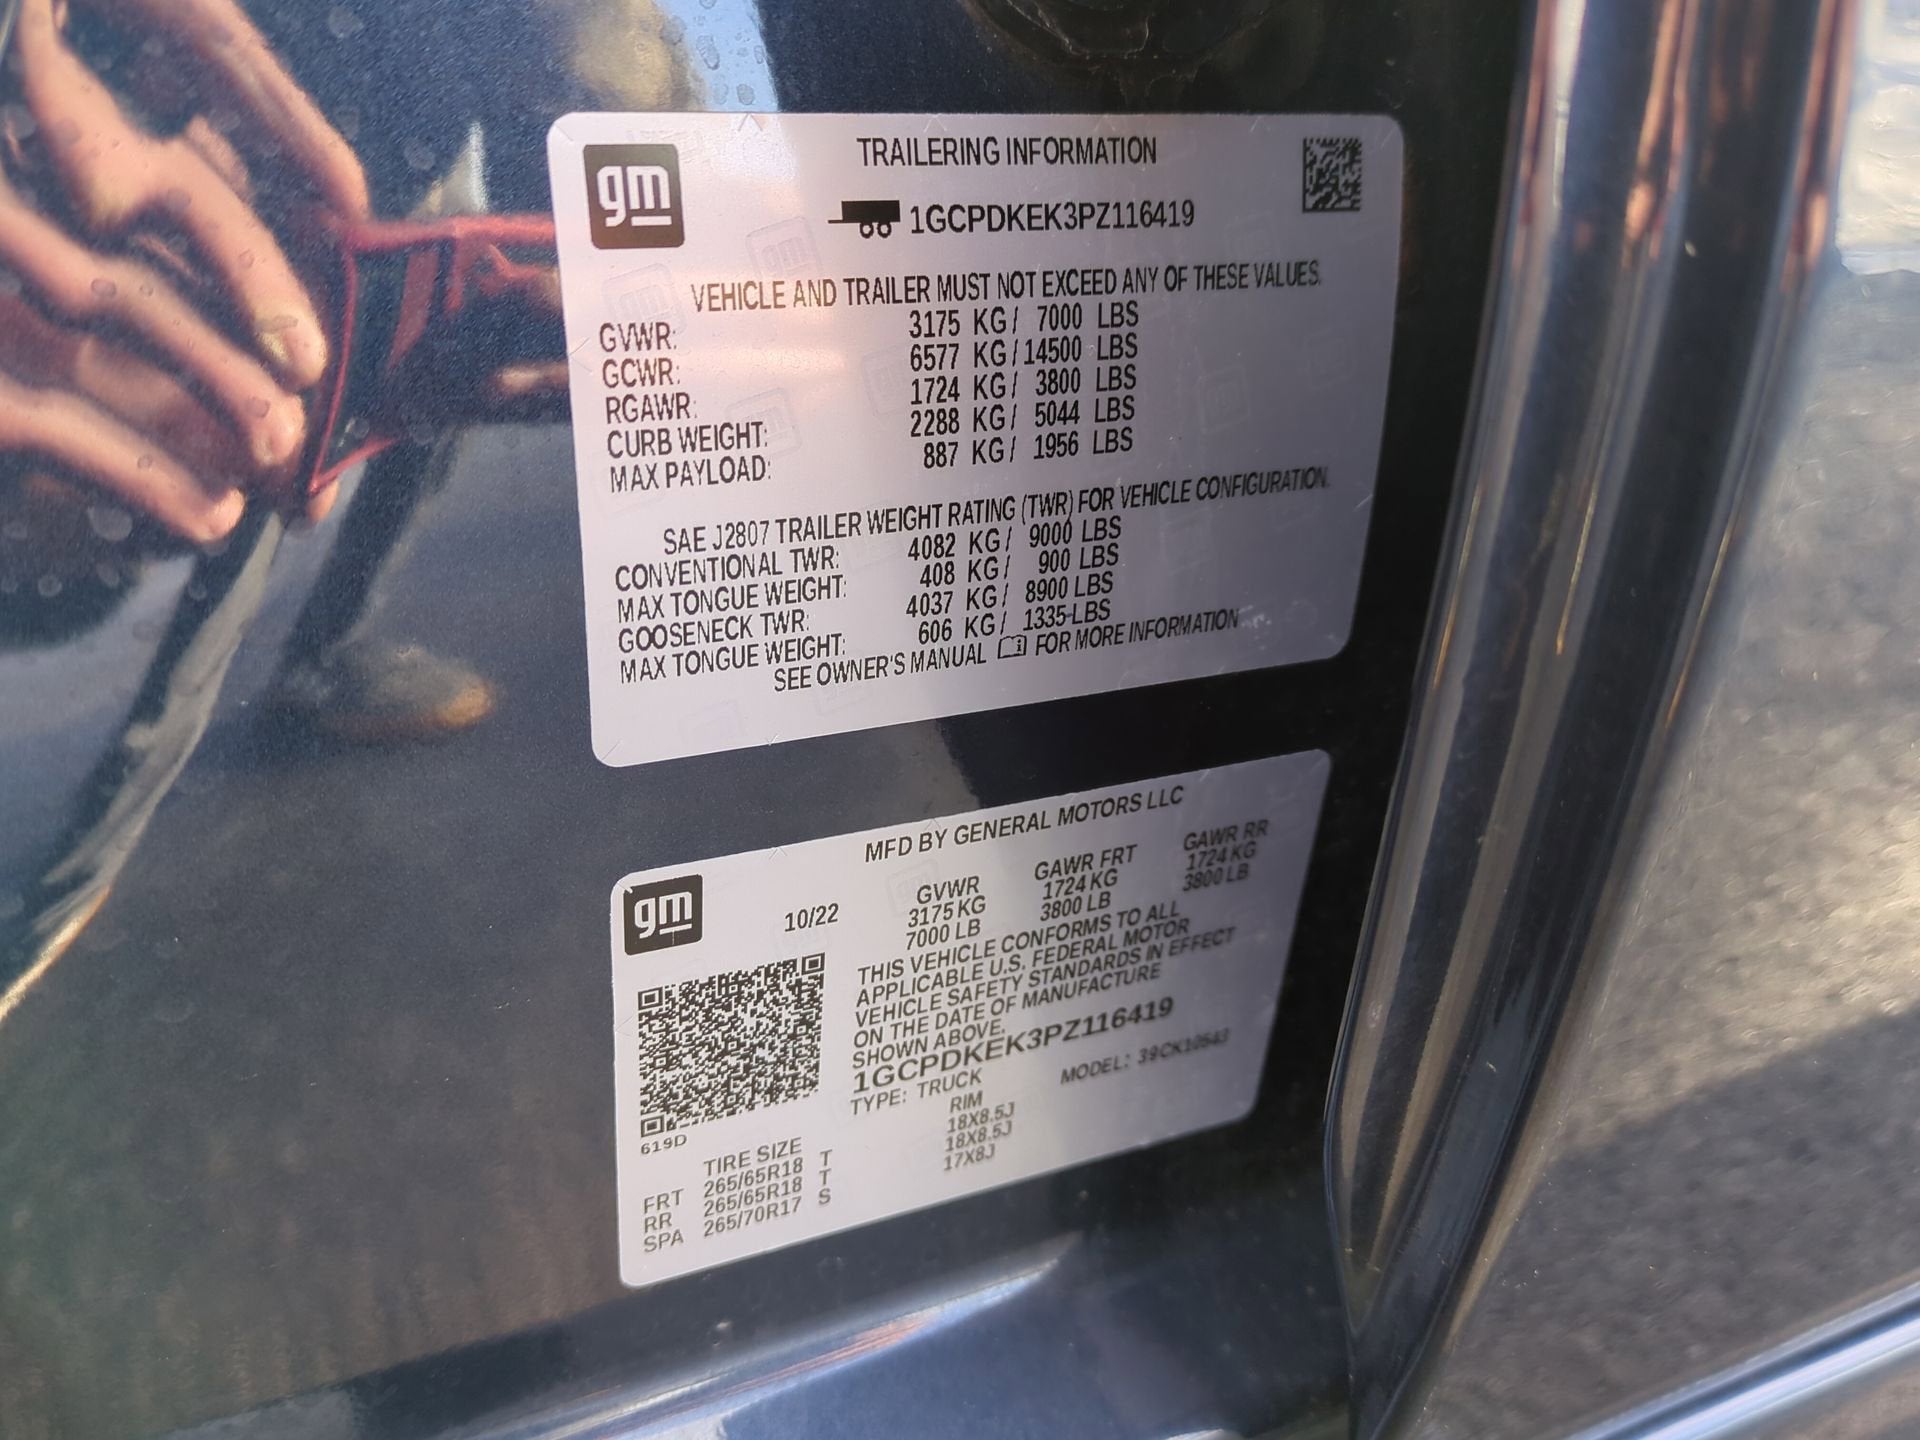 gm
TRAILERING INFORMATION
1GCPDKEK3PZ116419
VEHICLE AND TRAILER MUST NOT EXCEED ANY OF THESE VALUES.
GVWR: 3175 KG/ 7000 LBS
GCWR: 6577 KG/14500 LBS
RGAWR: 1724 KG/ 3800 LBS
CURB WEIGHT: 2288 KG/ 5044 LBS
MAX PAYLOAD: 887 KG/ 1956 LBS
SAE J2807 TRAILER WEIGHT RATING (TWR) FOR VEHICLE CONFIGURATION.
CONVENTIONAL TWR: 4082 KG/ 9000 LBS
MAX TONGUE WEIGHT: 408 KG/ 900 LBS
GOOSENECK TWR: 4037 KG/ 8900 LBS
MAX TONGUE WEIGHT: 606 KG/ 1335 LBS
SEE OWNER'S MANUAL FOR MORE INFORMATION
MFD BY GENERAL MOTORS LLC
gm
10/22
GVWR GAWR FRT GAWR RR
3175 KG 1724 KG 1724 KG
7000 LB 3800 LB 3800 LB
THIS VEHICLE CONFORMS TO ALL
APPLICABLE U.S. FEDERAL MOTOR
VEHICLE SAFETY STANDARDS IN EFFECT
ON THE DATE OF MANUFACTURE
SHOWN ABOVE.
1GCPDKEK3PZ116419
TYPE: TRUCK MODEL: 39CK10543
619D
TIRE SIZE RIM
FRT 265/65R18 T 18X8.5J
RR 265/65R18 T 18X8.5J
SPA 265/70R17 S 17X8J